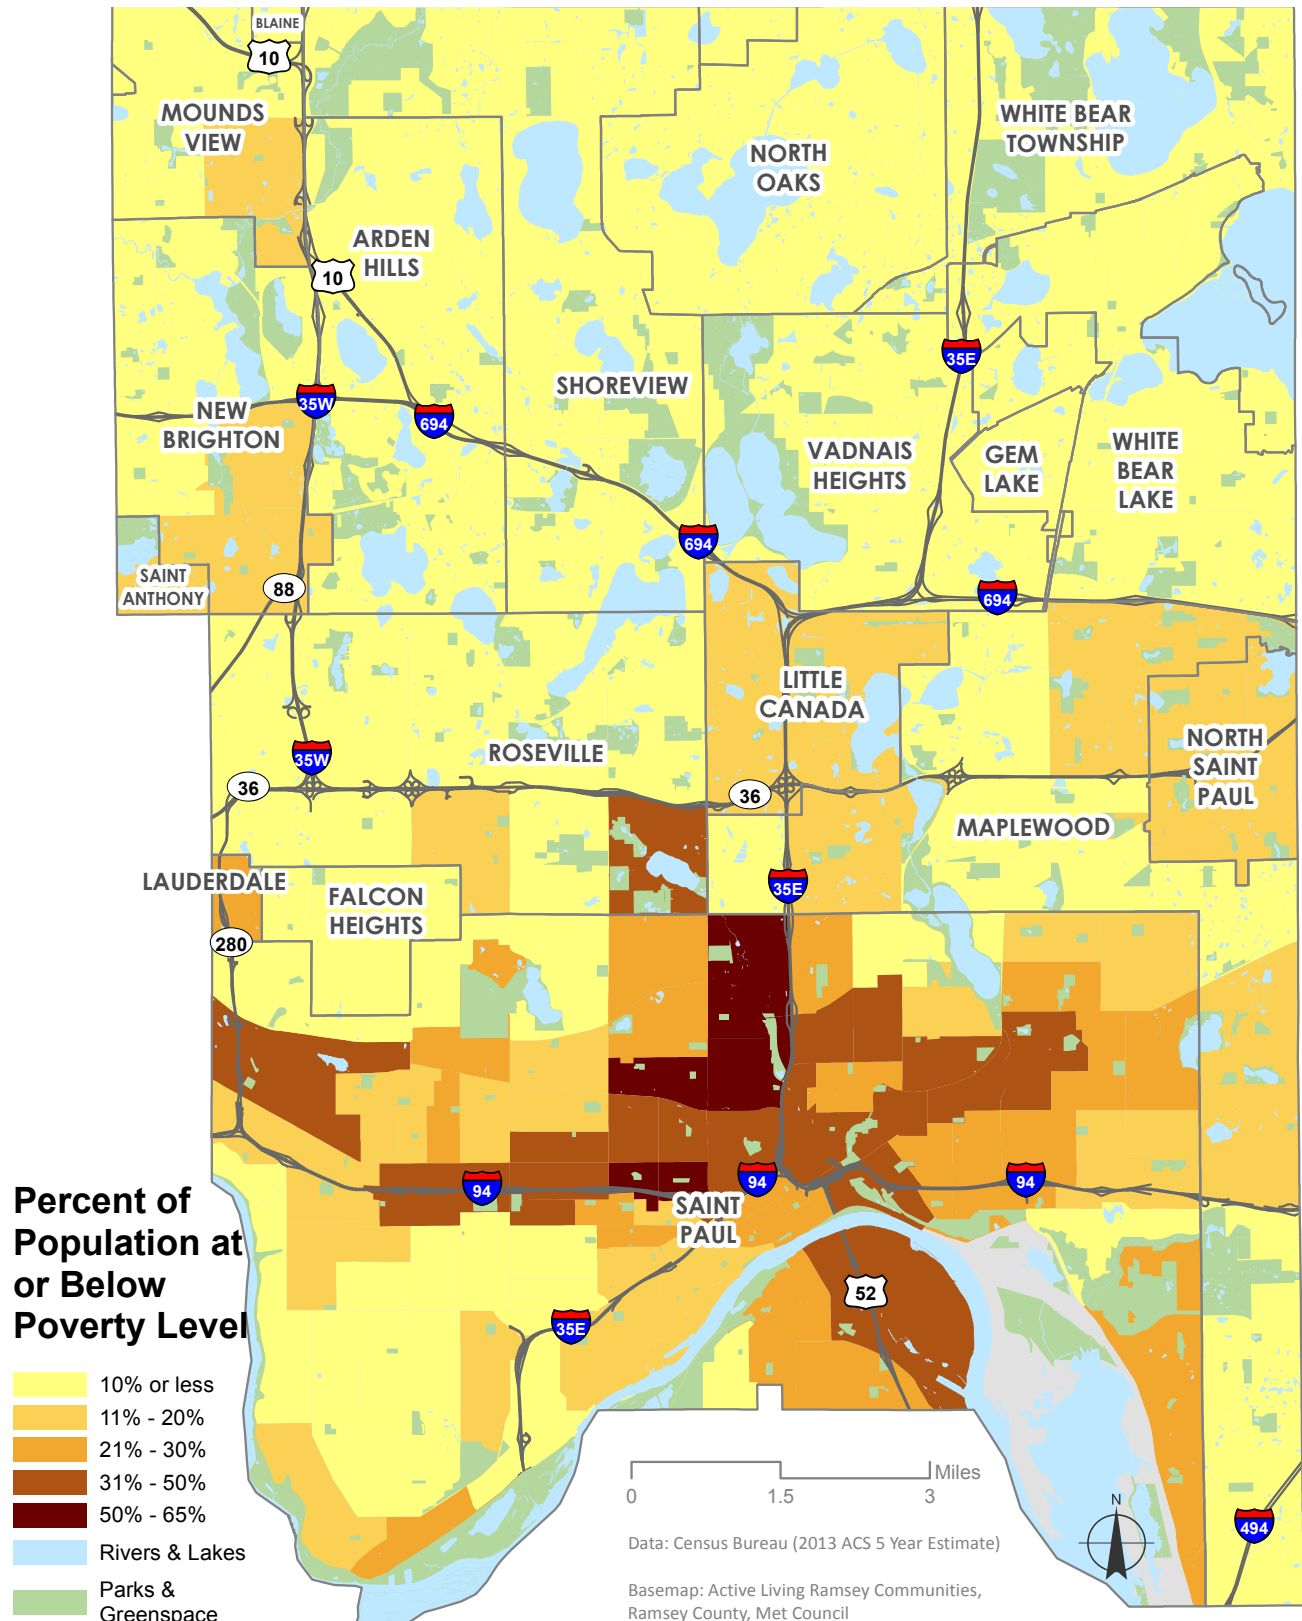 BLAINE
10
MOUNDS
VIEW
WHITE BEAR
TOWNSHIP
NORTH
OAKS
ARDEN
HILLS
10
35E
SHOREVIEW
35W
694
NEW
BRIGHTON
VADNAIS
HEIGHTS
GEM
LAKE
WHITE
BEAR
LAKE
694
SAINT
ANTHONY
88
694
LITTLE
CANADA
ROSEVILLE
35W
NORTH
SAINT
PAUL
36
36
MAPLEWOOD
LAUDERDALE
35E
FALCON
HEIGHTS
280
94
94
94
SAINT
PAUL
52
35E
Percent of
Population at
or Below
Poverty Level
10% or less
11% - 20%
21% - 30%
31% - 50%
50% - 65%
Rivers & Lakes
Parks &
Greenspace
Miles
0 1.5 3
N
494
Data: Census Bureau (2013 ACS 5 Year Estimate)
Basemap: Active Living Ramsey Communities,
Ramsey County, Met Council